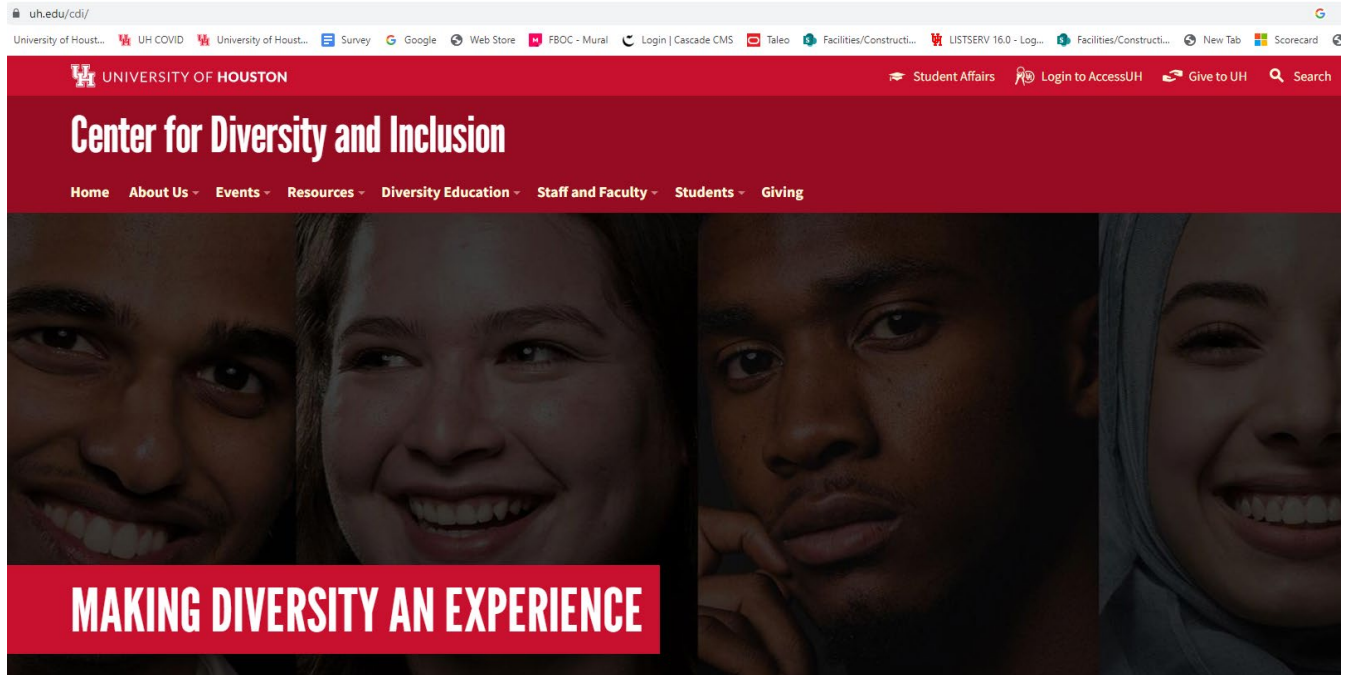 uh.edu/cdi/
University of Houst... UH COVID University of Houst... Survey Google Web Store FBOC - Mural Login | Cascade CMS Taleo Facilities/Constructi... LISTSERV 16.0 - Log... Facilities/Constructi... New Tab Scorecard
UNIVERSITY OF HOUSTON Student Affairs Login to AccessUH Give to UH Search
Center for Diversity and Inclusion
Home About Us Events Resources Diversity Education Staff and Faculty Students Giving
MAKING DIVERSITY AN EXPERIENCE